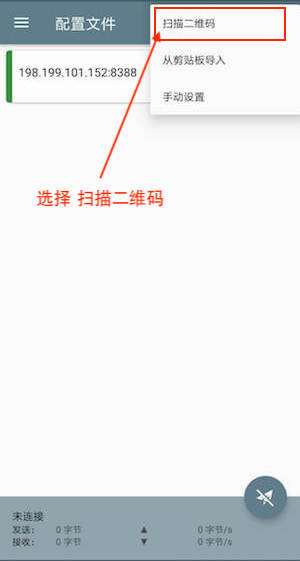 配置文件
扫描二维码
从剪贴板导入
手动设置
198.199.101.152:8388
选择 扫描二维码
未连接
发送: 0 字节 ▲ 0 字节/s
接收: 0 字节 ▼ 0 字节/s